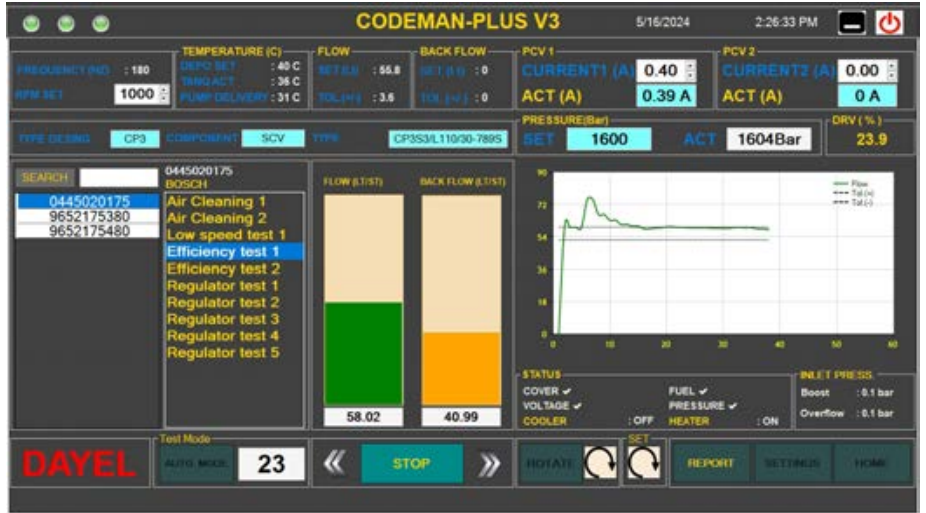 CODEMAN-PLUS V3
5/16/2024
2:26:33 PM
FREQUENCY (HZ) : 180
RPM SET 1000
TEMPERATURE (C)
DEPO SET : 40 C
TANQ ACT : 36 C
PUMP DELIVERY : 31 C
FLOW
SET (Lt) : 55.8
TOL (+/-) : 3.6
BACK FLOW
SET (Lt) : 0
TOL (+/-) : 0
PCV 1
CURRENT1 (A) 0.40
ACT (A) 0.39 A
PCV 2
CURRENT2 (A) 0.00
ACT (A) 0 A
TYPE DESING CP3 COMPONENT SCV TYPE CP3S3/L110/30-789S
PRESSURE(Bar)
SET 1600 ACT 1604Bar
DRV ( % )
23.9
SEARCH
0445020175
9652175380
9652175480
0445020175
BOSCH
Air Cleaning 1
Air Cleaning 2
Low speed test 1
Efficiency test 1
Efficiency test 2
Regulator test 1
Regulator test 2
Regulator test 3
Regulator test 4
Regulator test 5
FLOW (LT/ST)
58.02
BACK FLOW (LT/ST)
40.99
90
72
54
36
18
0
0 10 20 30 40 50 60
Flow
Tol.(+)
Tol.(-)
STATUS
COVER ✔ FUEL ✔
VOLTAGE ✔ PRESSURE ✔
COOLER : OFF HEATER : ON
INLET PRESS.
Boost : 0.1 bar
Overflow : 0.1 bar
DAYEL
Test Mode
AUTO MODE 23
STOP
ROTATE
SET
REPORT
SETTINGS
HOME